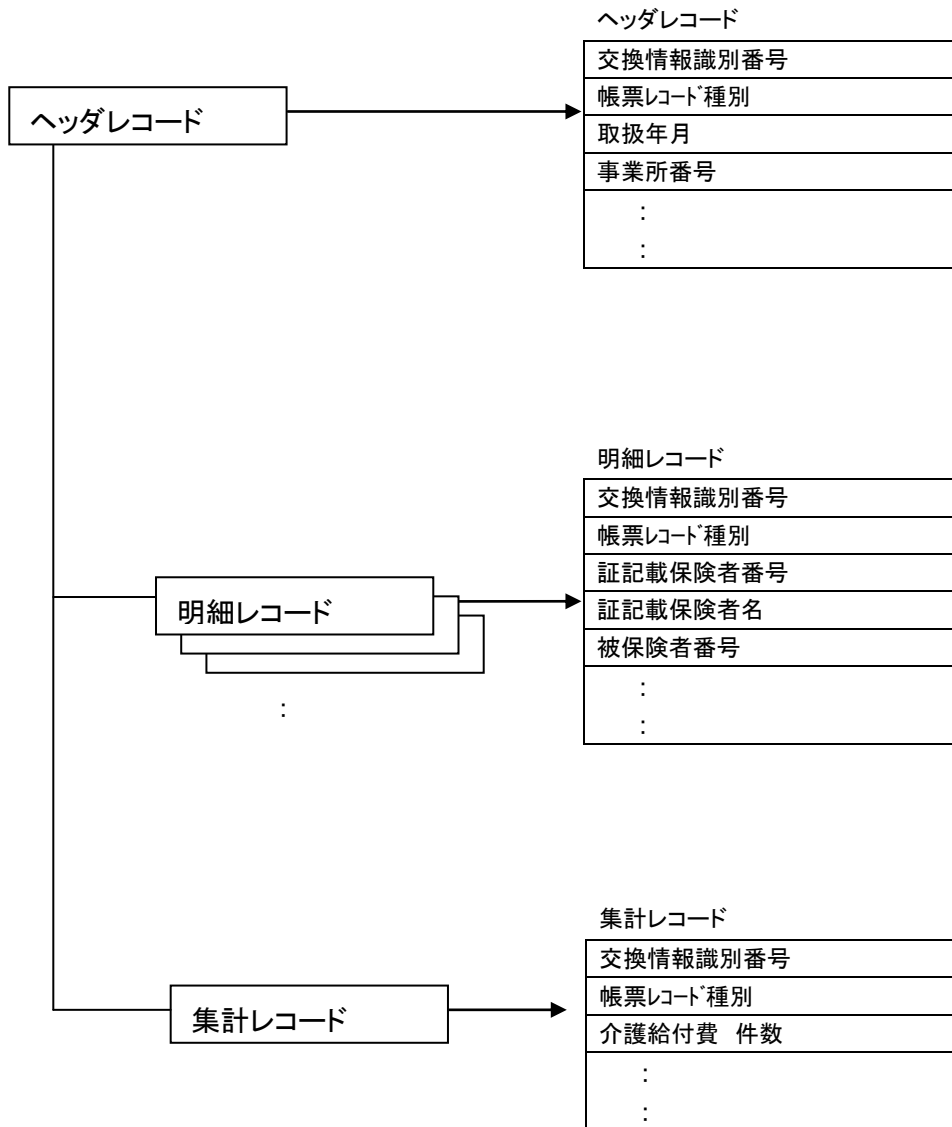 ヘッダレコード
交換情報識別番号
帳票ﾚｺｰﾄﾞ種別
取扱年月
事業所番号
:
:
ヘッダレコード
明細レコード
交換情報識別番号
帳票ﾚｺｰﾄﾞ種別
証記載保険者番号
証記載保険者名
被保険者番号
:
:
明細レコード
:
集計レコード
交換情報識別番号
帳票ﾚｺｰﾄﾞ種別
介護給付費 件数
:
:
集計レコード